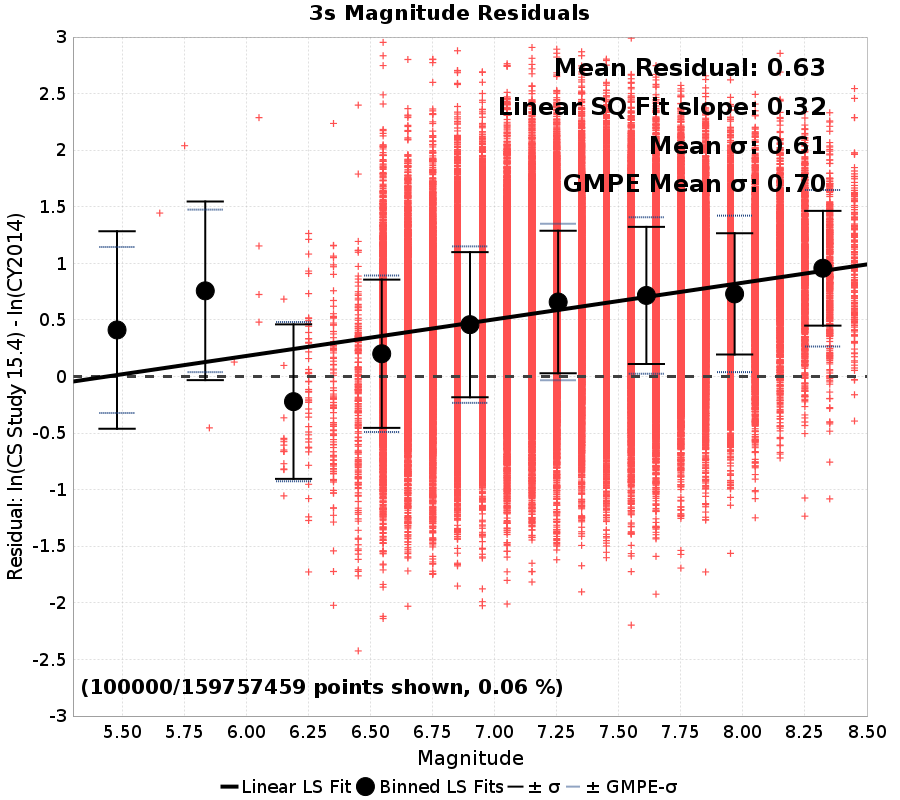 3s Magnitude Residuals
Mean Residual: 0.63
Linear SQ Fit slope: 0.32
Mean σ: 0.61
GMPE Mean σ: 0.70
Residual: ln(CS Study 15.4) - ln(CY2014)
3
2.5
2
1.5
1
0.5
0
-0.5
-1
-1.5
-2
-2.5
-3
(100000/159757459 points shown, 0.06 %)
5.50 5.75 6.00 6.25 6.50 6.75 7.00 7.25 7.50 7.75 8.00 8.25 8.50
Magnitude
Linear LS Fit Binned LS Fits ± σ ± GMPE-σ